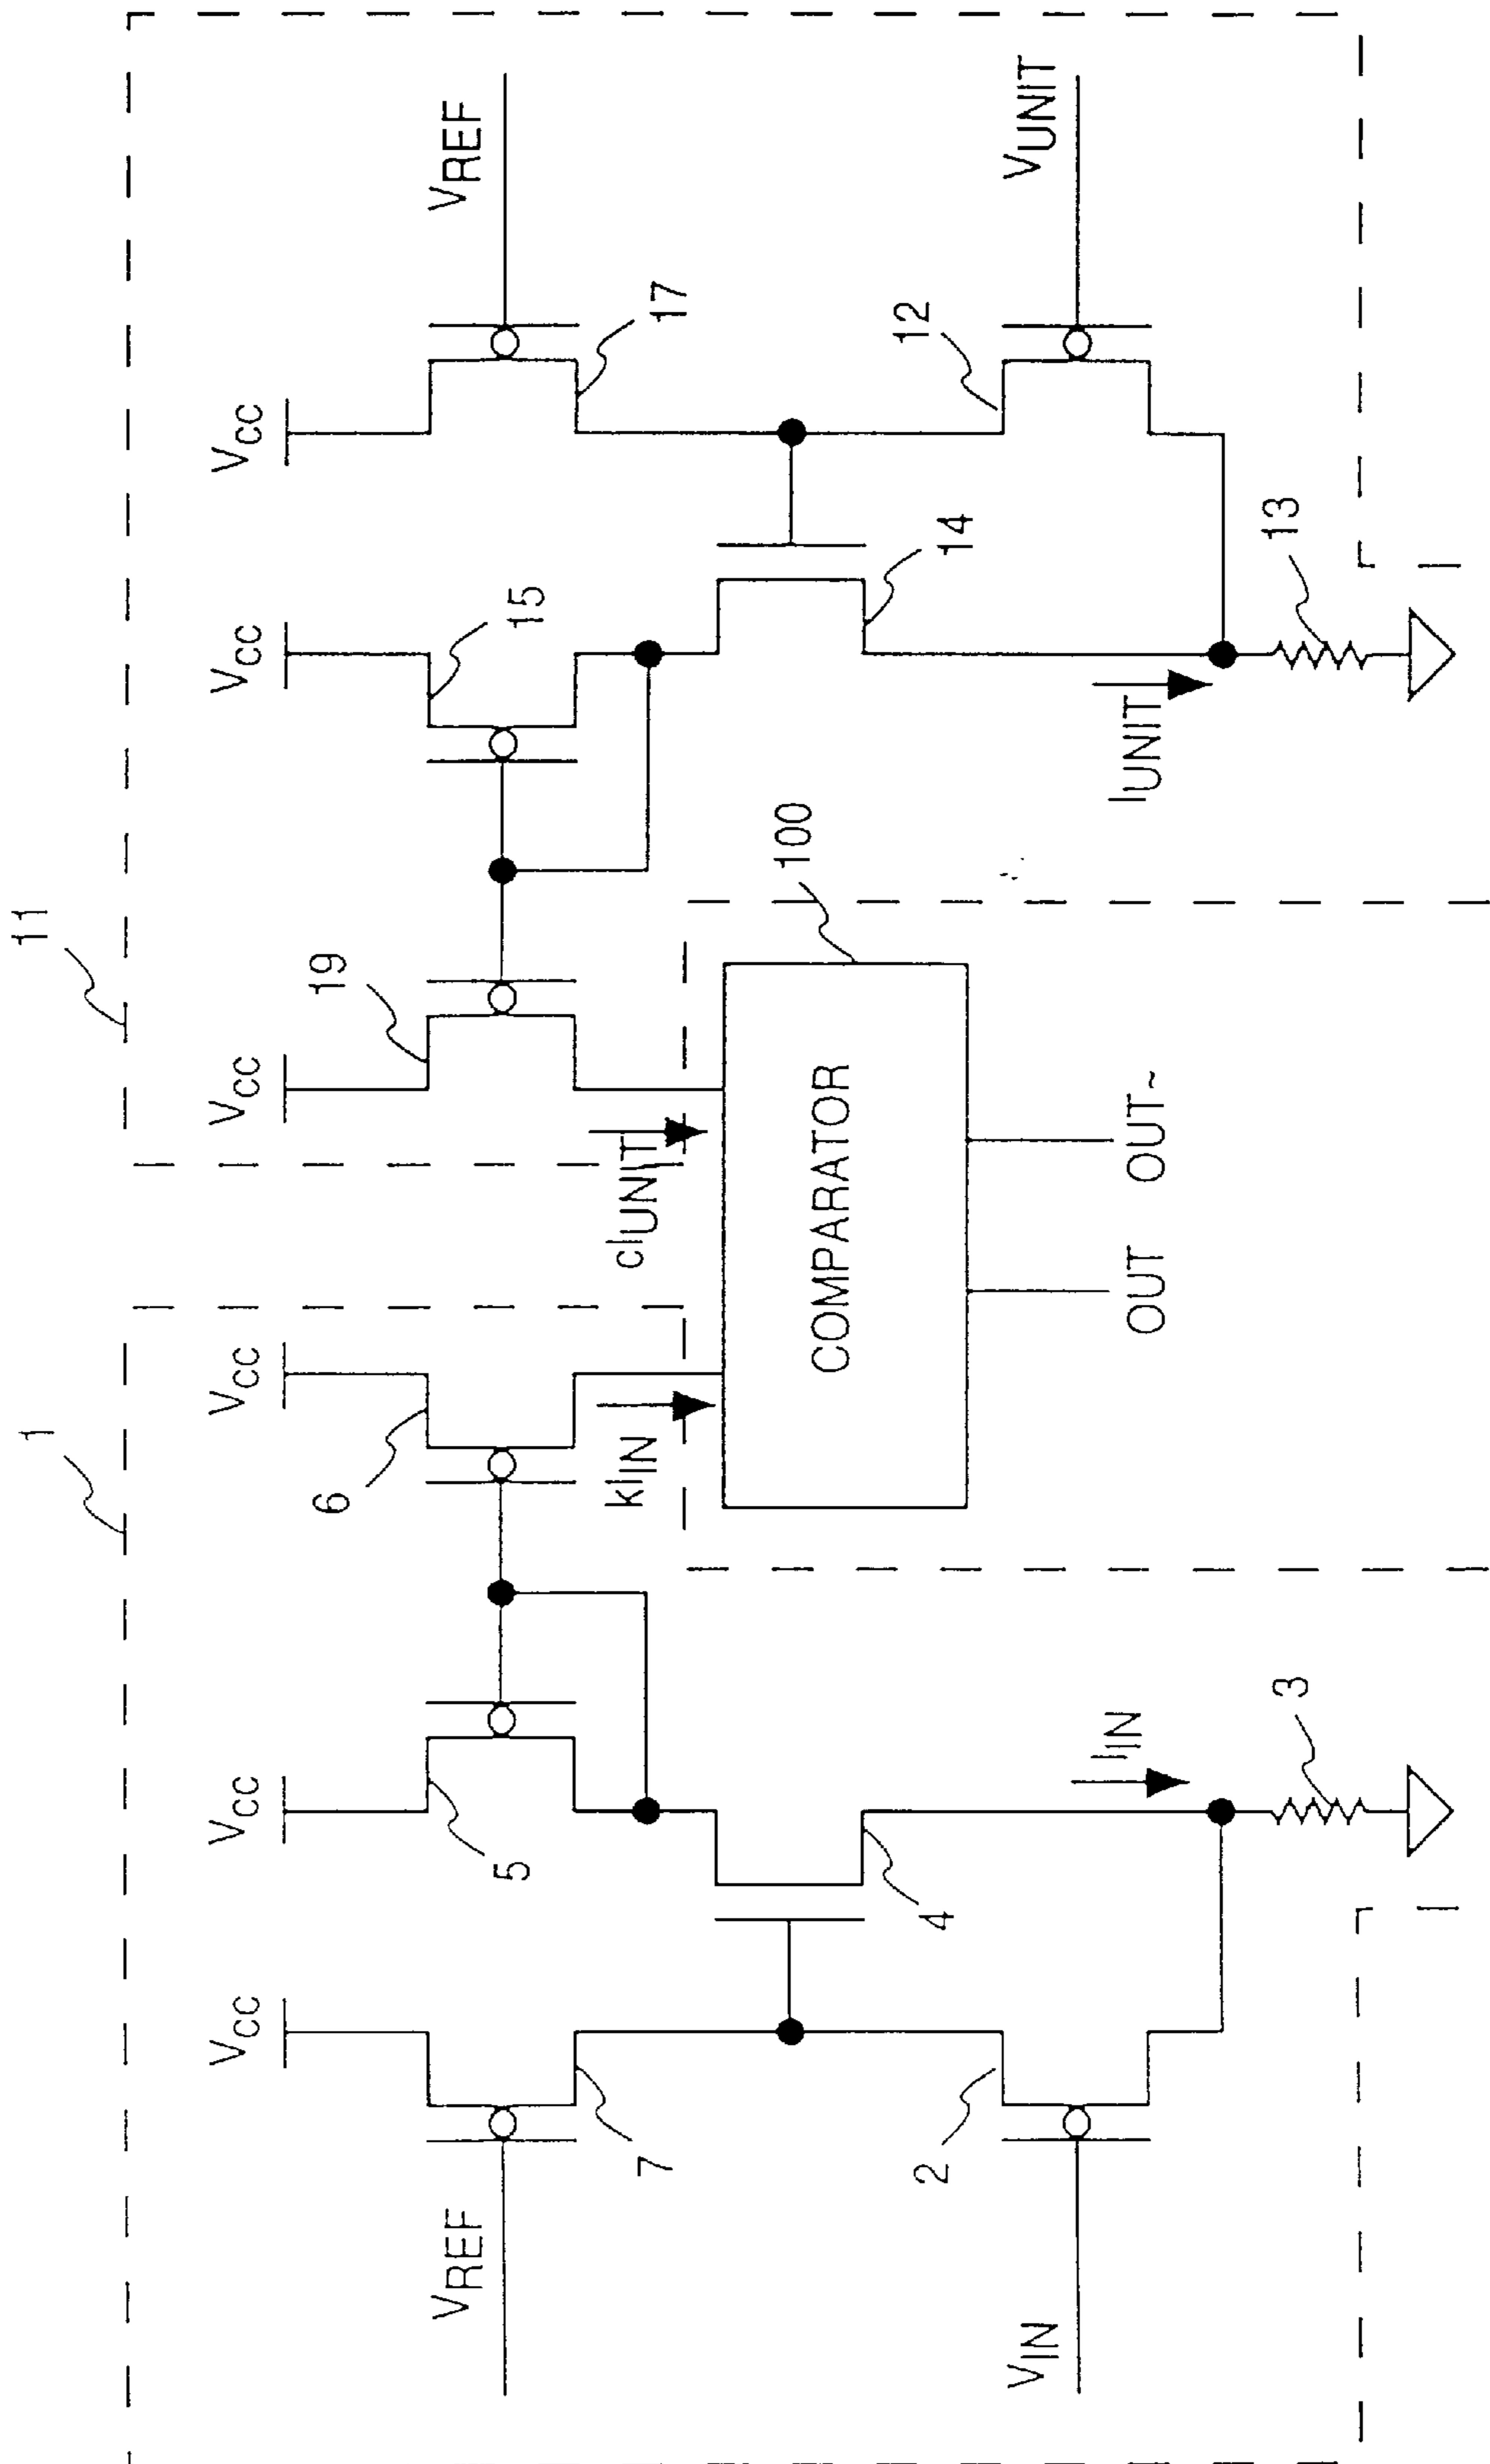 1
11
VCC
VCC
VCC
VCC
VCC
VCC
VREF
7
5
6
19
15
17
VREF
kIIN
cIUNIT
4
14
2
12
100
COMPARATOR
VIN
IIN
OUT
OUT~
IUNIT
VUNIT
3
13